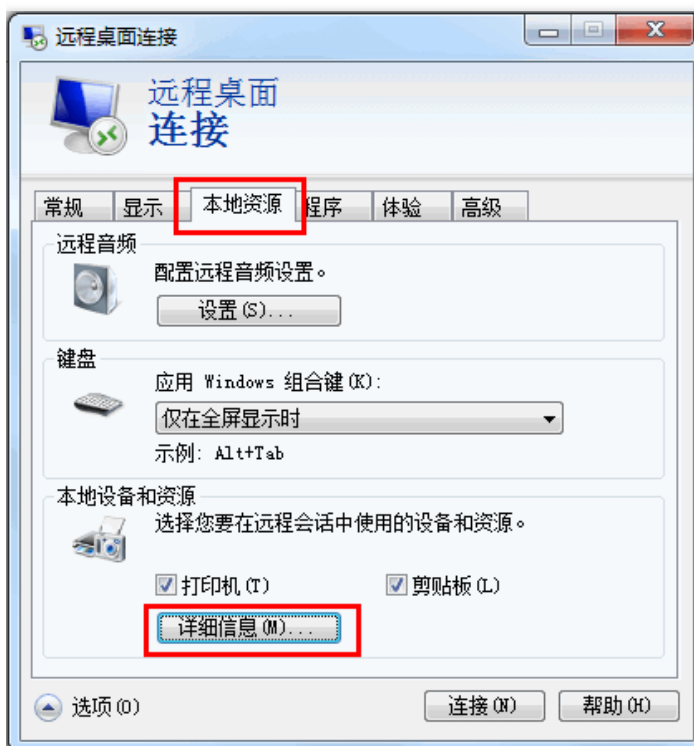 远程桌面连接
远程桌面
连接
常规 显示 本地资源 程序 体验 高级
远程音频
配置远程音频设置。
设置(S)...
键盘
应用 Windows 组合键(K):
仅在全屏显示时
示例: Alt+Tab
本地设备和资源
选择您要在远程会话中使用的设备和资源。
打印机(T) 剪贴板(L)
详细信息(M)...
选项(O) 连接(N) 帮助(H)